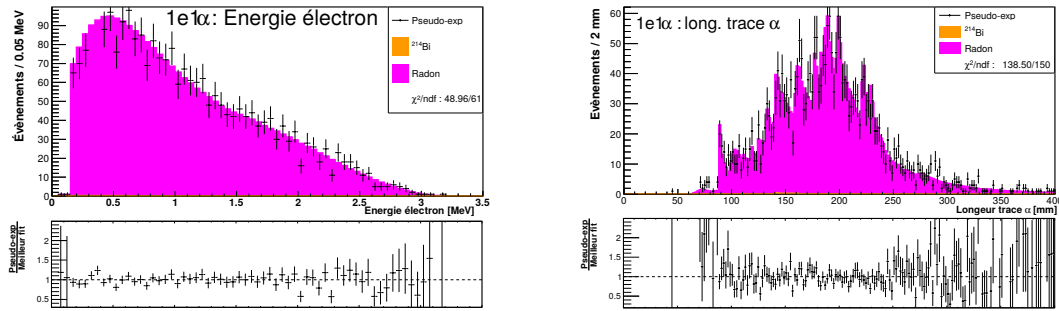 1e1α: Energie électron
Évènements / 0.05 MeV
Pseudo-exp
²¹⁴Bi
Radon
χ²/ndf : 48.96/61
90
80
70
60
50
40
30
20
10
0
0 0.5 1 1.5 2 2.5 3 3.5
Energie électron [MeV]
Pseudo-exp
Meilleur fit
2
1.5
1
0.5
1e1α : long. trace α
Evènements / 2 mm
Pseudo-exp
²¹⁴Bi
Radon
χ²/ndf : 138.50/150
60
50
40
30
20
10
0
0 50 100 150 200 250 300 350 400
Longeur trace α [mm]
Pseudo-exp
Meilleur fit
2
1.5
1
0.5